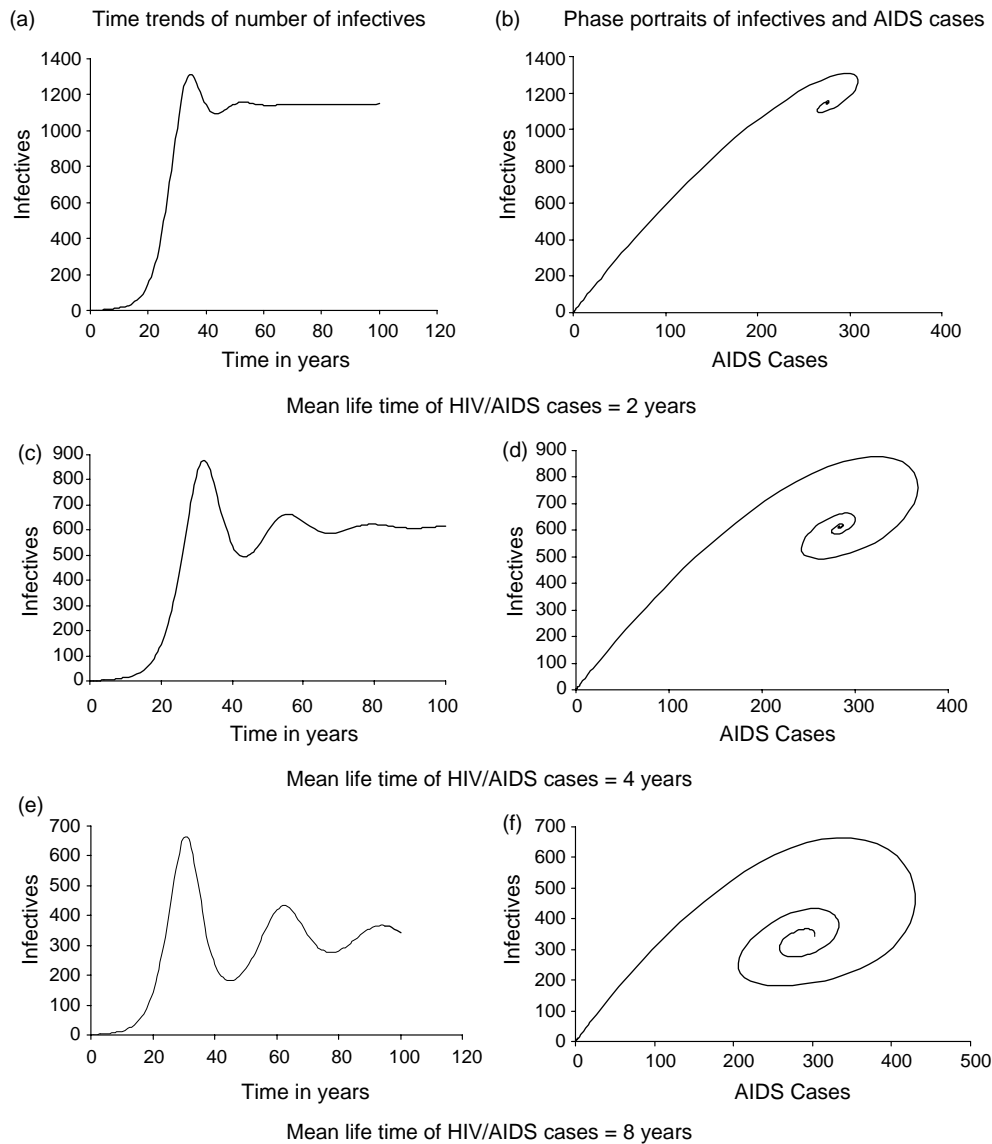 (a) Time trends of number of infectives
(b) Phase portraits of infectives and AIDS cases
1400
1200
1000
800
600
400
200
0
Infectives
0 20 40 60 80 100 120
Time in years
1400
1200
1000
800
600
400
200
0
Infectives
0 100 200 300 400
AIDS Cases
Mean life time of HIV/AIDS cases = 2 years
(c)
900
800
700
600
500
400
300
200
100
0
Infectives
0 20 40 60 80 100
Time in years
(d)
900
800
700
600
500
400
300
200
100
0
Infectives
0 100 200 300 400
AIDS Cases
Mean life time of HIV/AIDS cases = 4 years
(e)
700
600
500
400
300
200
100
0
Infectives
0 20 40 60 80 100 120
Time in years
(f)
700
600
500
400
300
200
100
0
Infectives
0 100 200 300 400 500
AIDS Cases
Mean life time of HIV/AIDS cases = 8 years